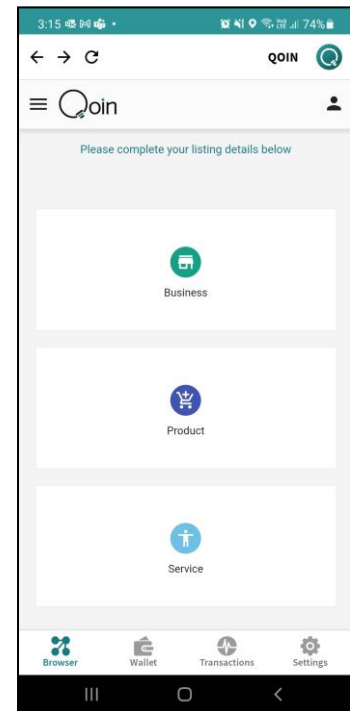 3:15
74%
QOIN
Qoin
Please complete your listing details below
Business
Product
Service
Browser Wallet Transactions Settings